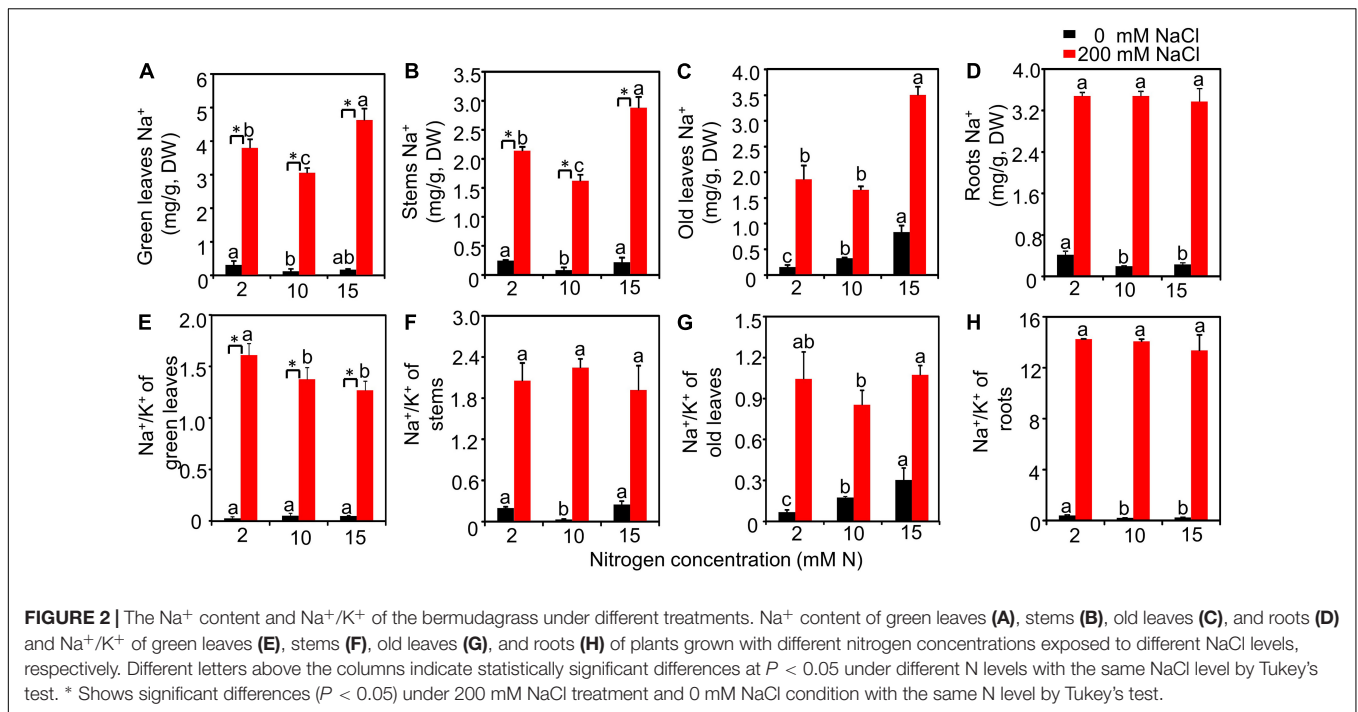 0 mM NaCl
200 mM NaCl
A
Green leaves Na⁺
(mg/g, DW)
6
5
4
3
2
1
0
* b
* c
* a
a
b
ab
2 10 15
B
Stems Na⁺
(mg/g, DW)
3.5
3.0
2.5
2.0
1.5
1.0
0.5
0
* b
* c
* a
a
b
a
2 10 15
C
Old leaves Na⁺
(mg/g, DW)
4.0
3.5
3.0
2.5
2.0
1.5
1.0
0.5
0
b
b
a
c
b
a
2 10 15
D
Roots Na⁺
(mg/g, DW)
4.0
3.2
2.4
1.6
0.8
0
a
a
a
a
b
b
2 10 15
E
Na⁺/K⁺ of
green leaves
2.0
1.5
1.0
0.5
0
* a
* b
* b
a
a
a
2 10 15
F
Na⁺/K⁺ of
stems
3.0
2.4
1.8
1.2
0.6
0
a
a
a
a
b
a
2 10 15
G
Na⁺/K⁺ of
old leaves
1.5
1.2
0.9
0.6
0.3
0
ab
b
a
c
b
a
2 10 15
H
Na⁺/K⁺ of
roots
16
12
8
4
0
a
a
a
a
b
b
2 10 15
Nitrogen concentration (mM N)
FIGURE 2 | The Na⁺ content and Na⁺/K⁺ of the bermudagrass under different treatments. Na⁺ content of green leaves (A), stems (B), old leaves (C), and roots (D)
and Na⁺/K⁺ of green leaves (E), stems (F), old leaves (G), and roots (H) of plants grown with different nitrogen concentrations exposed to different NaCl levels,
respectively. Different letters above the columns indicate statistically significant differences at P < 0.05 under different N levels with the same NaCl level by Tukey's
test. * Shows significant differences (P < 0.05) under 200 mM NaCl treatment and 0 mM NaCl condition with the same N level by Tukey's test.